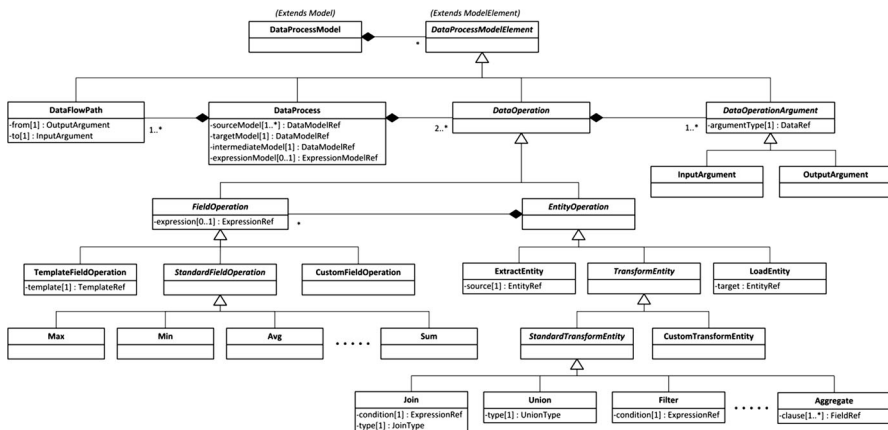 (Extends Model)
(Extends ModelElement)
DataProcessModel
DataProcessModelElement
*
DataFlowPath
-from[1] : OutputArgument
-to[1] : InputArgument
1..*
DataProcess
-sourceModel[1..*] : DataModelRef
-targetModel[1] : DataModelRef
-intermediateModel[1] : DataModelRef
-expressionModel[0..1] : ExpressionModelRef
2..*
DataOperation
1..*
DataOperationArgument
-argumentType[1] : DataRef
InputArgument
OutputArgument
FieldOperation
-expression[0..1] : ExpressionRef
*
EntityOperation
TemplateFieldOperation
-template[1] : TemplateRef
StandardFieldOperation
CustomFieldOperation
ExtractEntity
-source[1] : EntityRef
TransformEntity
LoadEntity
-target : EntityRef
Max
Min
Avg
.....
Sum
StandardTransformEntity
CustomTransformEntity
Join
-condition[1] : ExpressionRef
-type[1] : JoinType
Union
-type[1] : UnionType
Filter
-condition[1] : ExpressionRef
.....
Aggregate
-clause[1..*] : FieldRef